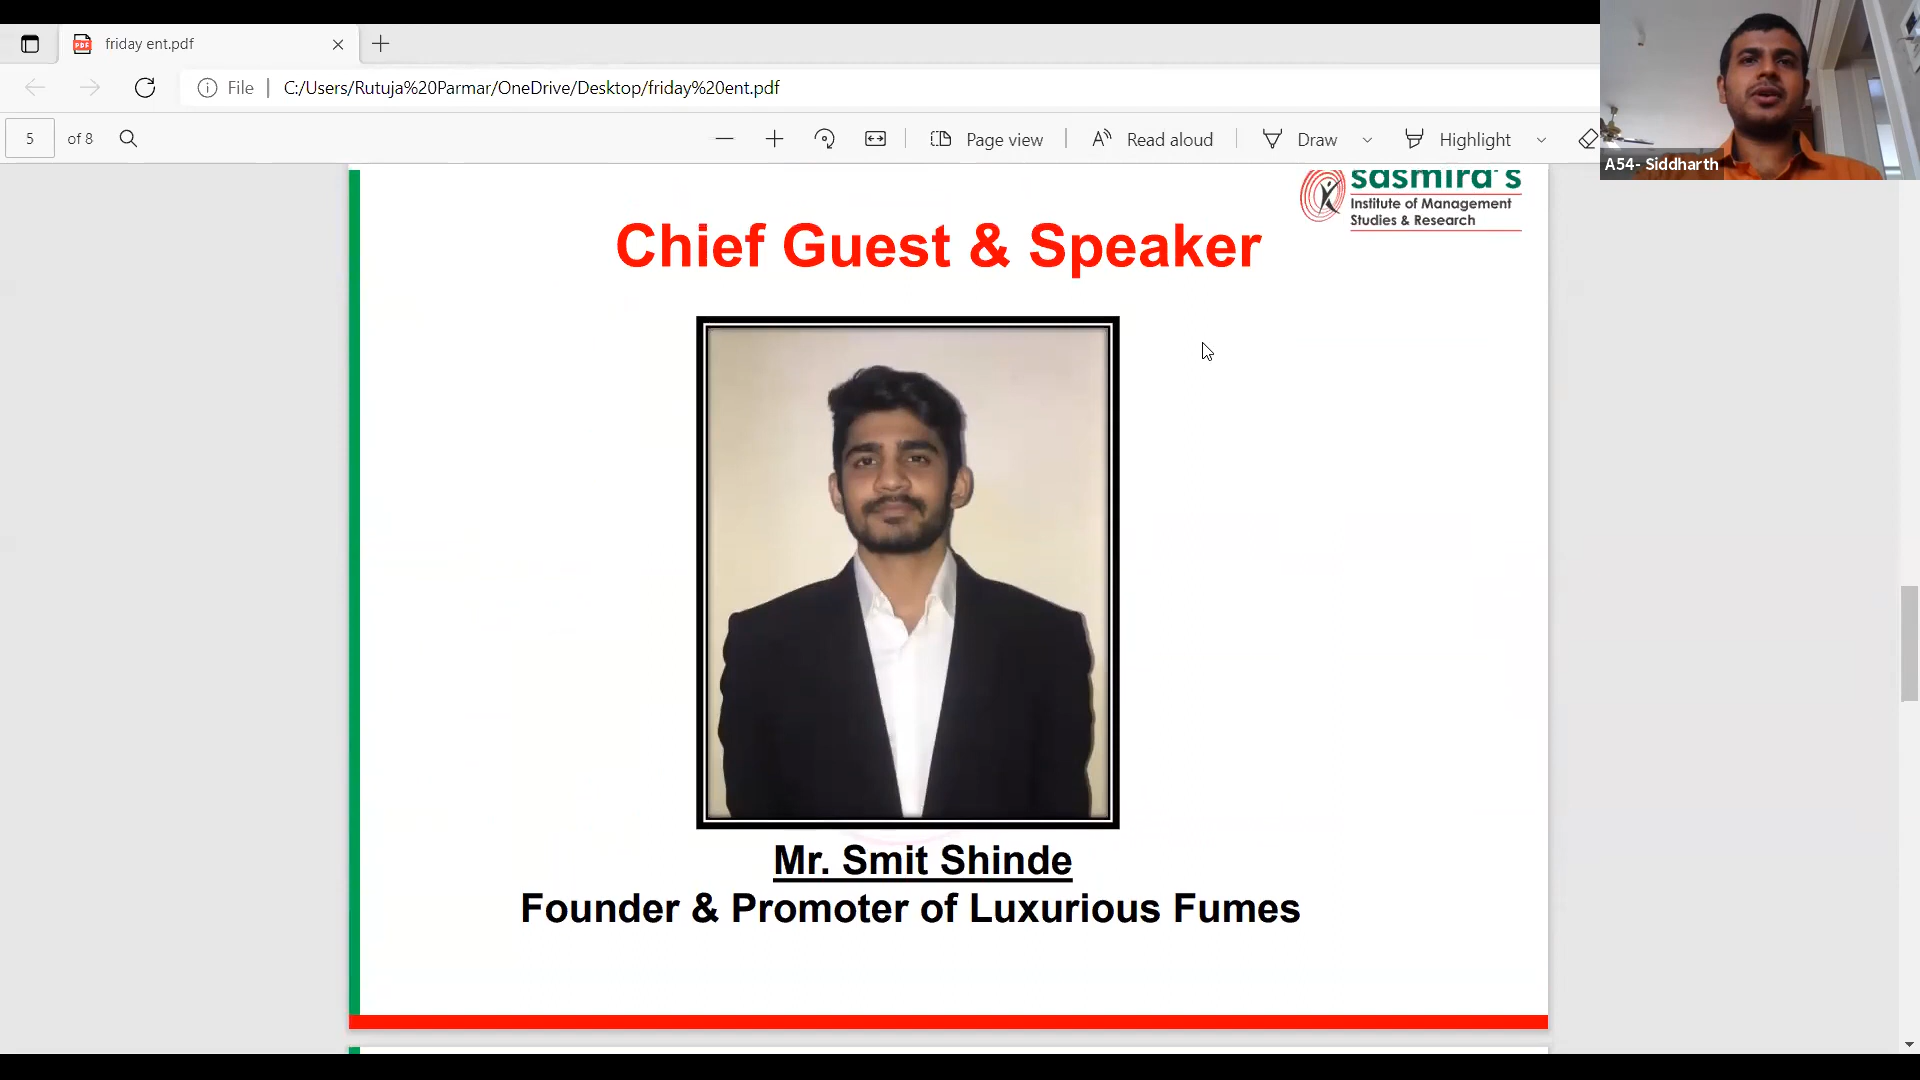 friday ent.pdf
File
C:/Users/Rutuja%20Parmar/OneDrive/Desktop/friday%20ent.pdf
5 of 8
Page view
Read aloud
Draw
Highlight
A54- Siddharth
sasmira's
Institute of Management
Studies & Research
Chief Guest & Speaker
Mr. Smit Shinde
Founder & Promoter of Luxurious Fumes